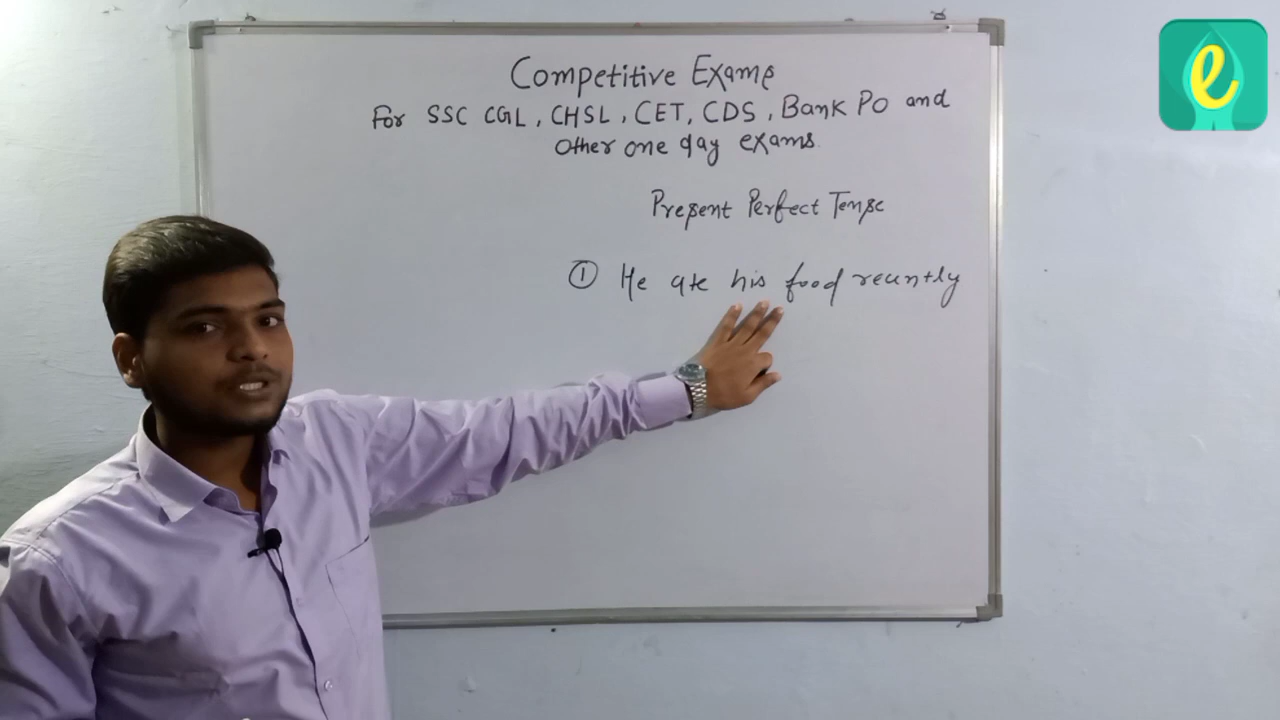 Competitive Exams
For SSC CGL, CHSL, CET, CDS, Bank PO and
Other one day exams.
Present Perfect Tense
① He ate his food recently
e